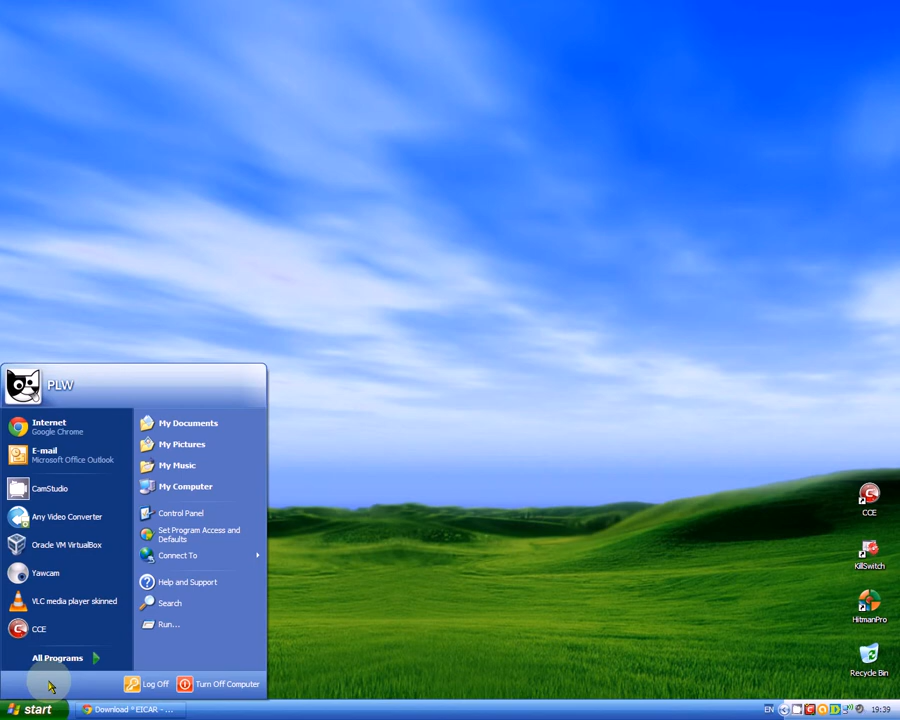 PLW
Internet
Google Chrome
E-mail
Microsoft Office Outlook
CamStudio
Any Video Converter
Oracle VM VirtualBox
Yawcam
VLC media player skinned
CCE
All Programs
My Documents
My Pictures
My Music
My Computer
Control Panel
Set Program Access and
Defaults
Connect To
Help and Support
Search
Run...
Log Off
Turn Off Computer
CCE
KillSwitch
HitmanPro
Recycle Bin
start
Download ° EICAR - ...
EN
19:39